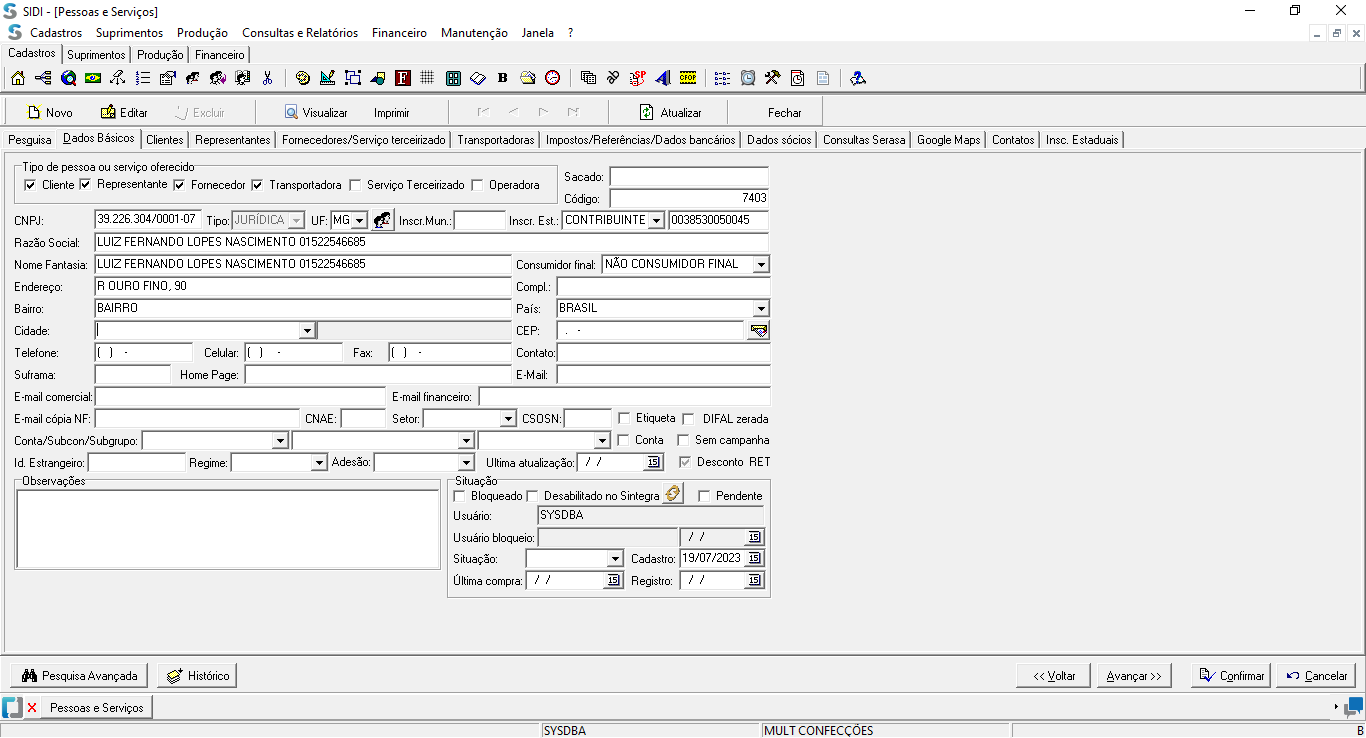 SIDI - [Pessoas e Serviços]
Cadastros Suprimentos Produção Consultas e Relatórios Financeiro Manutenção Janela ?
Cadastros Suprimentos Produção Financeiro
Novo Editar Excluir Visualizar Imprimir Atualizar Fechar
Pesquisa Dados Básicos Clientes Representantes Fornecedores/Serviço terceirizado Transportadoras Impostos/Referências/Dados bancários Dados sócios Consultas Serasa Google Maps Contatos Insc. Estaduais
Tipo de pessoa ou serviço oferecido
Cliente Representante Fornecedor Transportadora Serviço Terceirizado Operadora
Sacado:
Código: 7403
CNPJ: 39.226.304/0001-07 Tipo: JURÍDICA UF: MG Inscr.Mun.: Inscr. Est.: CONTRIBUINTE 0038530050045
Razão Social: LUIZ FERNANDO LOPES NASCIMENTO 01522546685
Nome Fantasia: LUIZ FERNANDO LOPES NASCIMENTO 01522546685 Consumidor final: NÃO CONSUMIDOR FINAL
Endereço: R OURO FINO, 90 Compl.:
Bairro: BAIRRO País: BRASIL
Cidade: CEP: . -
Telefone: ( ) - Celular: ( ) - Fax: ( ) - Contato:
Suframa: Home Page: E-Mail:
E-mail comercial: E-mail financeiro:
E-mail cópia NF: CNAE: Setor: CSOSN: Etiqueta DIFAL zerada
Conta/Subcon/Subgrupo: Conta Sem campanha
Id. Estrangeiro: Regime: Adesão: Ultima atualização: / / 15 Desconto RET
Observações
Situação
Bloqueado Desabilitado no Sintegra Pendente
Usuário: SYSDBA
Usuário bloqueio: / / 15
Situação: Cadastro: 19/07/2023 15
Última compra: / / 15 Registro: / / 15
Pesquisa Avançada Histórico << Voltar Avançar >> Confirmar Cancelar
Pessoas e Serviços
SYSDBA MULT CONFECÇÕES B